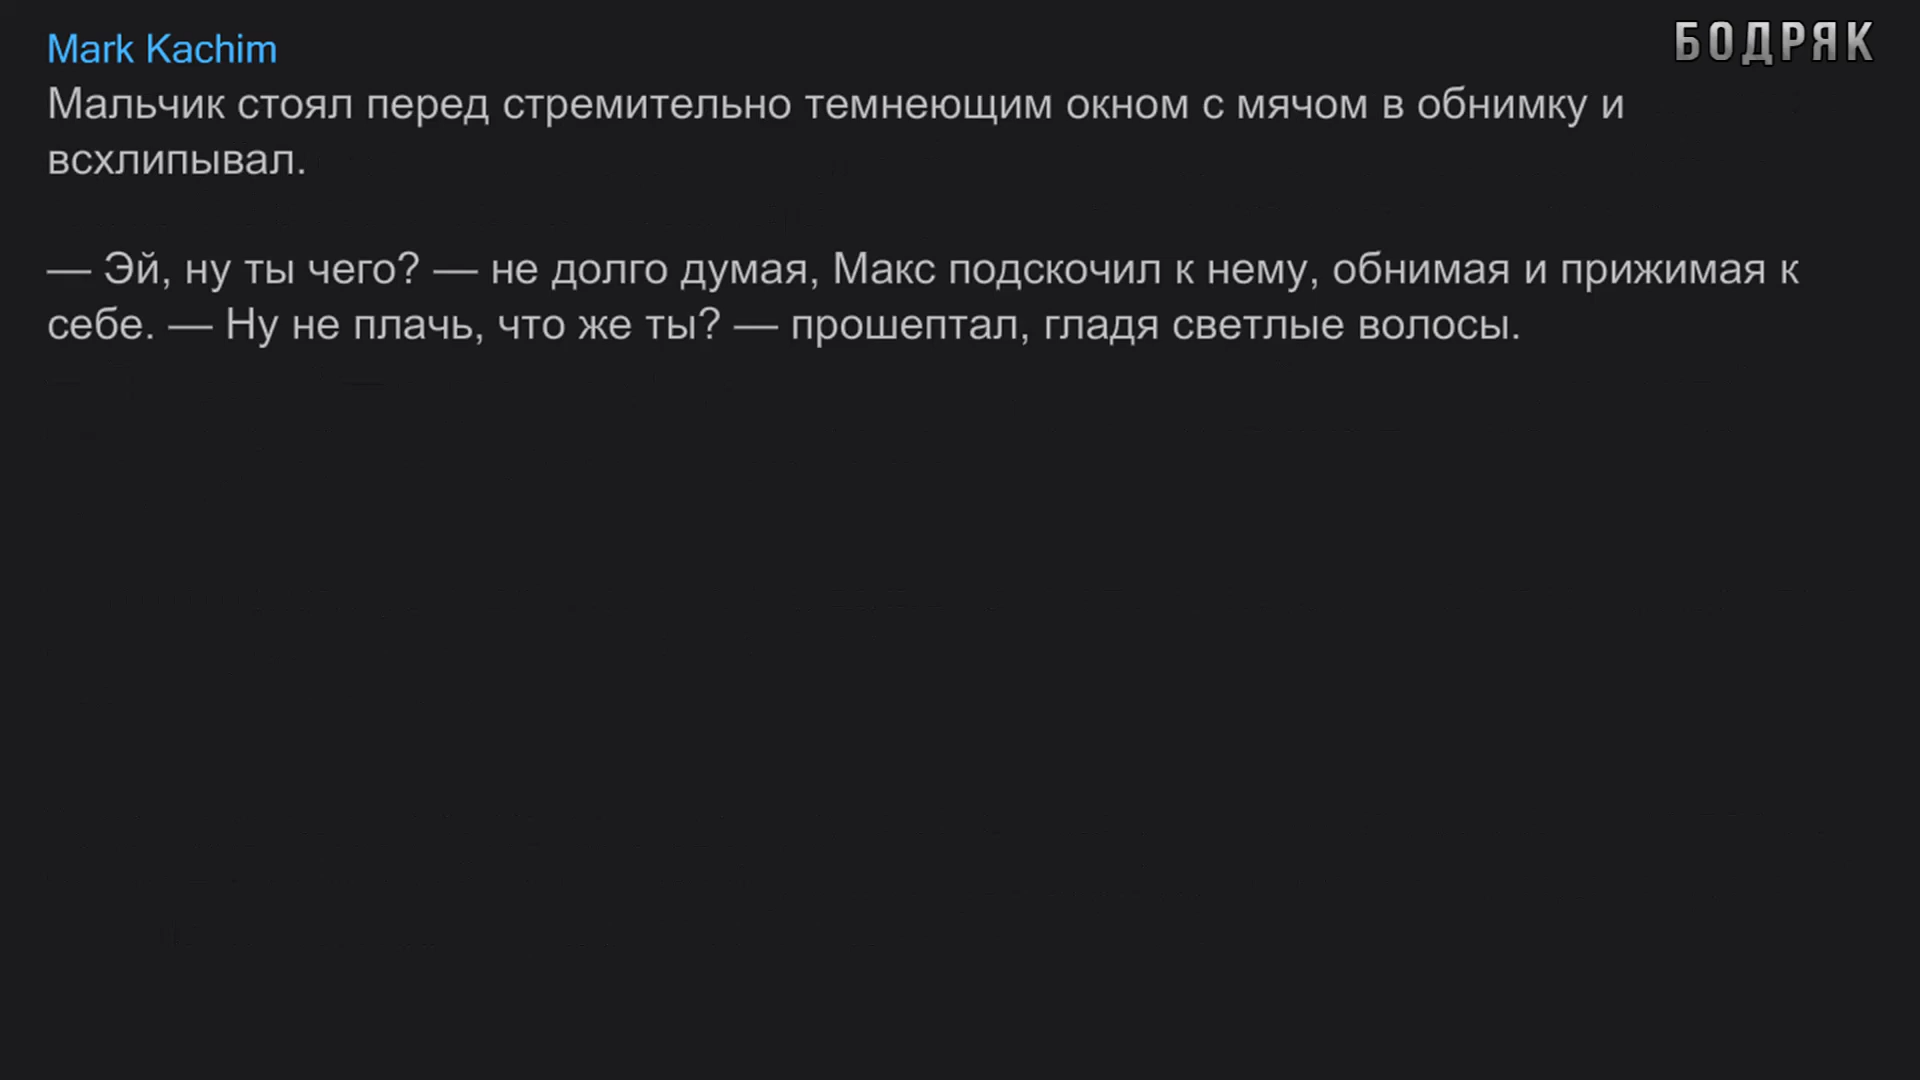 Mark Kachim
БОДРЯК
Мальчик стоял перед стремительно темнеющим окном с мячом в обнимку и
всхлипывал.
— Эй, ну ты чего? — не долго думая, Макс подскочил к нему, обнимая и прижимая к
себе. — Ну не плачь, что же ты? — прошептал, гладя светлые волосы.